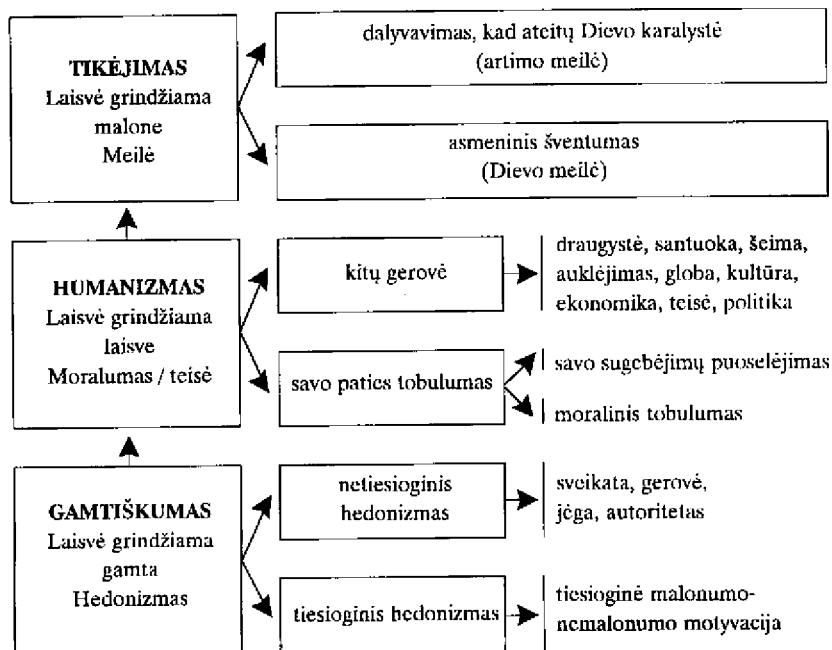 TIKĖJIMAS
Laisvė grindžiama
malone
Meilė
dalyvavimas, kad ateitų Dievo karalystė
(artimo meilė)
asmeninis šventumas
(Dievo meilė)
HUMANIZMAS
Laisvė grindžiama
laisve
Moralumas / teisė
kitų gerovė
draugystė, santuoka, šeima,
auklėjimas, globa, kultūra,
ekonomika, teisė, politika
savo paties tobulumas
savo sugebėjimų puoselėjimas
moralinis tobulumas
GAMTIŠKUMAS
Laisvė grindžiama
gamta
Hedonizmas
netiesioginis
hedonizmas
sveikata, gerovė,
jėga, autoritetas
tiesioginis hedonizmas
tiesioginė malonumo-
nemalonumo motyvacija